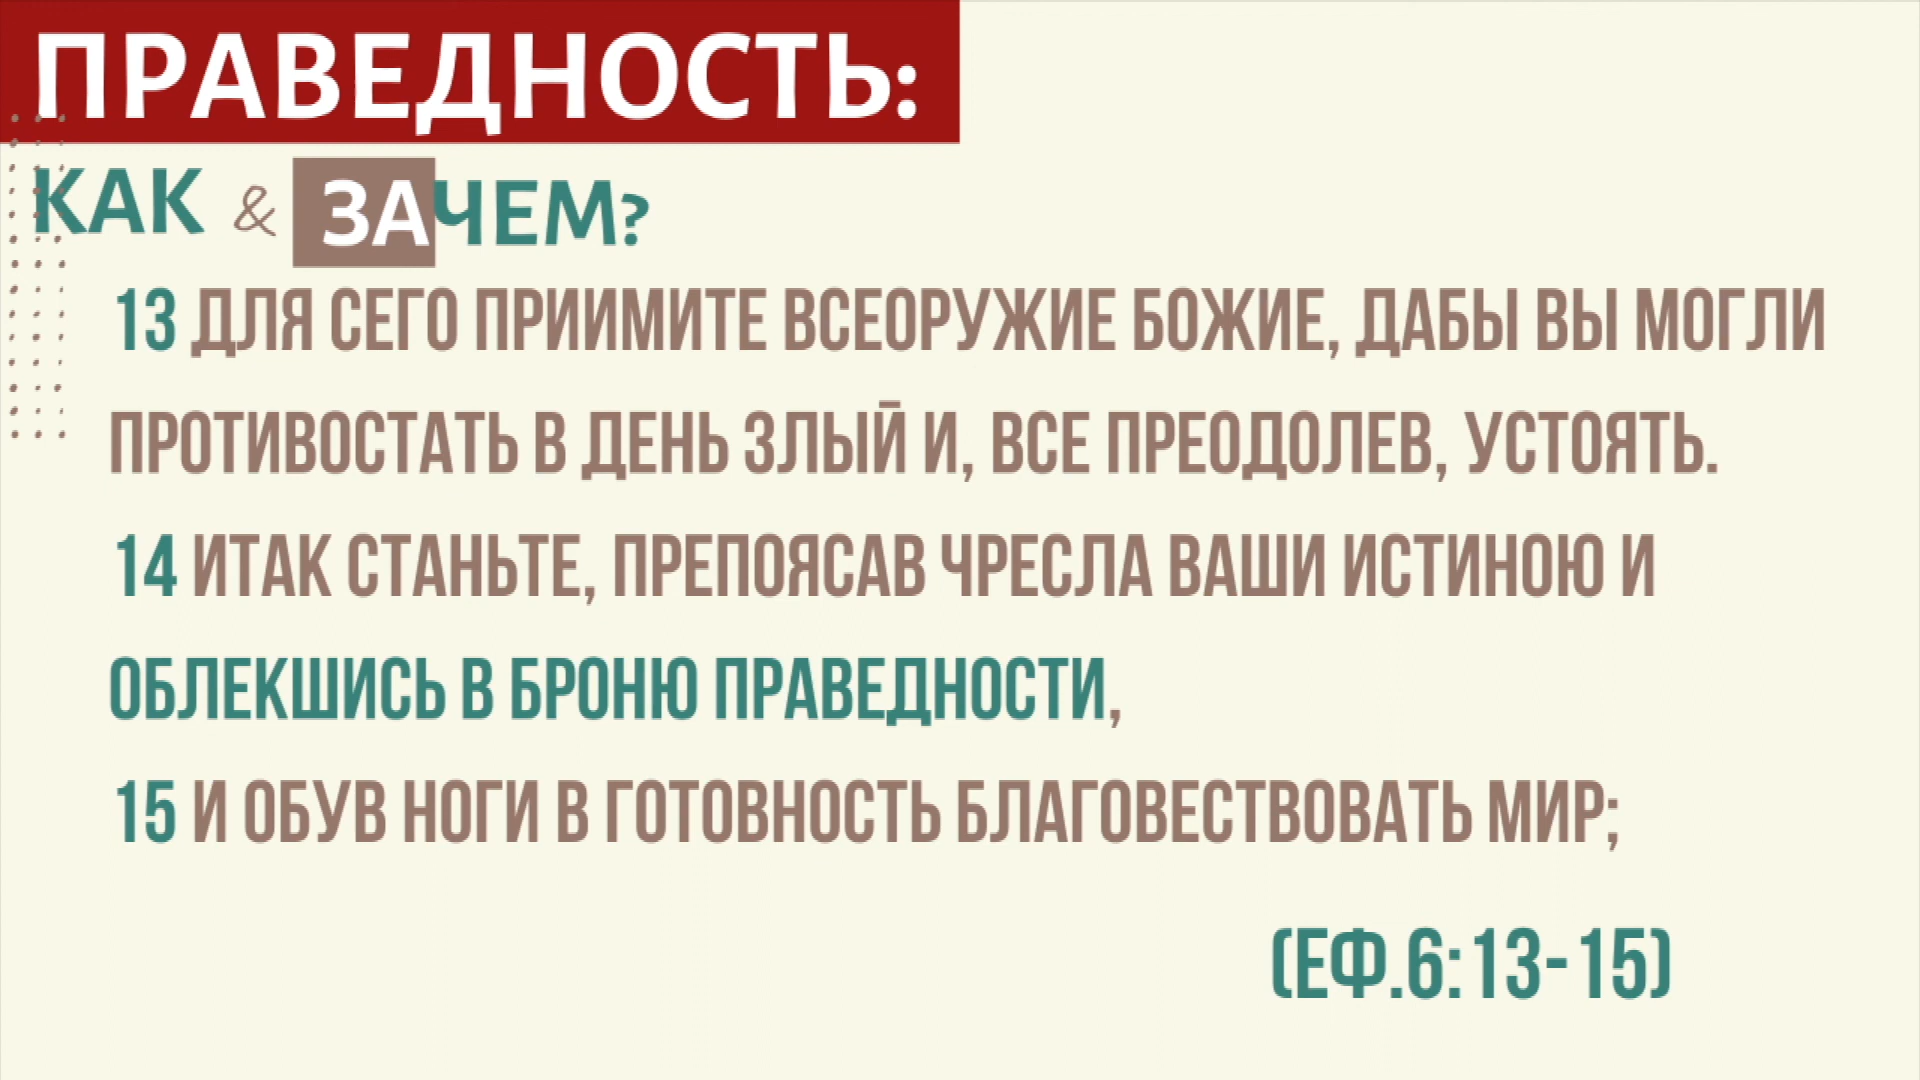 ПРАВЕДНОСТЬ:
КАК & ЗАЧЕМ?
13 ДЛЯ СЕГО ПРИИМИТЕ ВСЕОРУЖИЕ БОЖИЕ, ДАБЫ ВЫ МОГЛИ
ПРОТИВОСТАТЬ В ДЕНЬ ЗЛЫЙ И, ВСЕ ПРЕОДОЛЕВ, УСТОЯТЬ.
14 ИТАК СТАНЬТЕ, ПРЕПОЯСАВ ЧРЕСЛА ВАШИ ИСТИНОЮ И
ОБЛЕКШИСЬ В БРОНЮ ПРАВЕДНОСТИ,
15 И ОБУВ НОГИ В ГОТОВНОСТЬ БЛАГОВЕСТВОВАТЬ МИР;
(ЕФ.6:13-15)